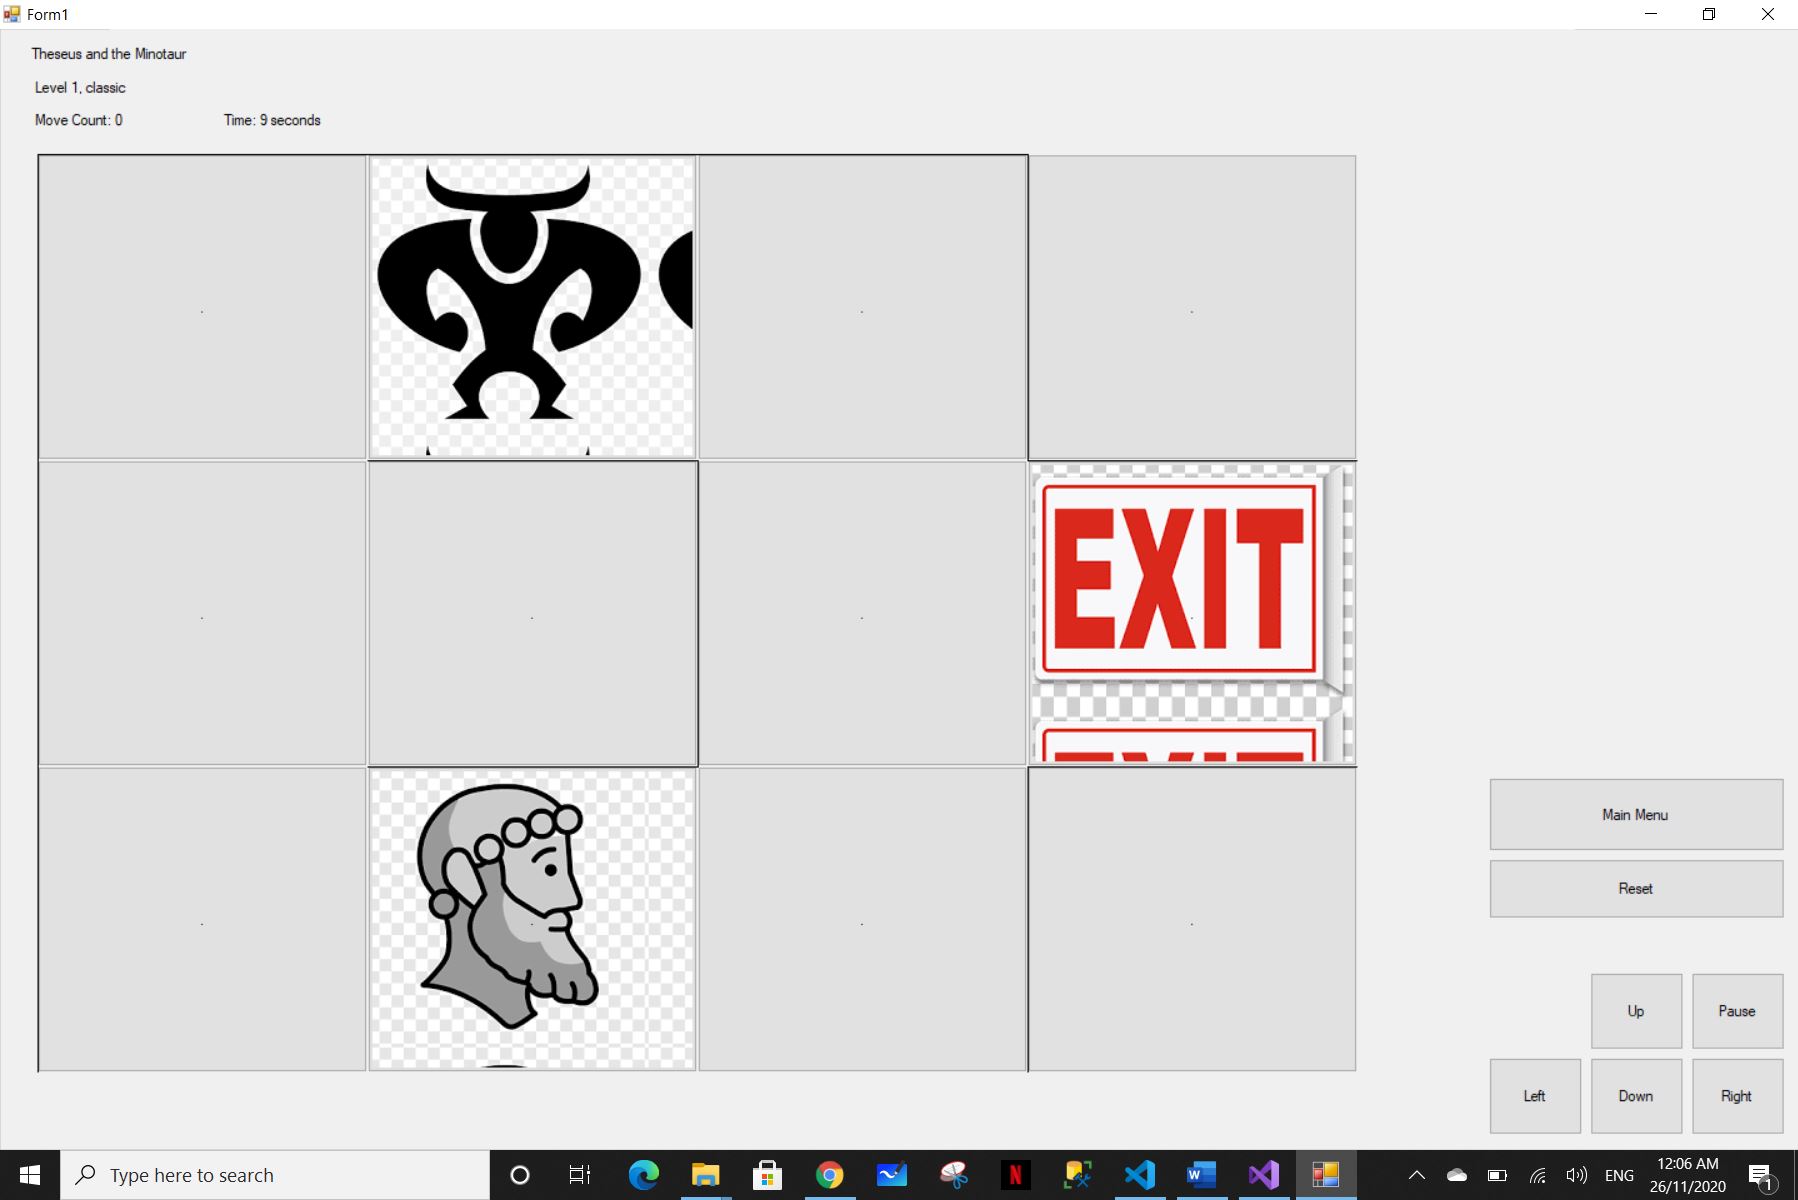 Form1
Theseus and the Minotaur
Level 1, classic
Move Count: 0
Time: 9 seconds
EXIT
Main Menu
Reset
Up
Pause
Left
Down
Right
Type here to search
ENG
12:06 AM
26/11/2020
1